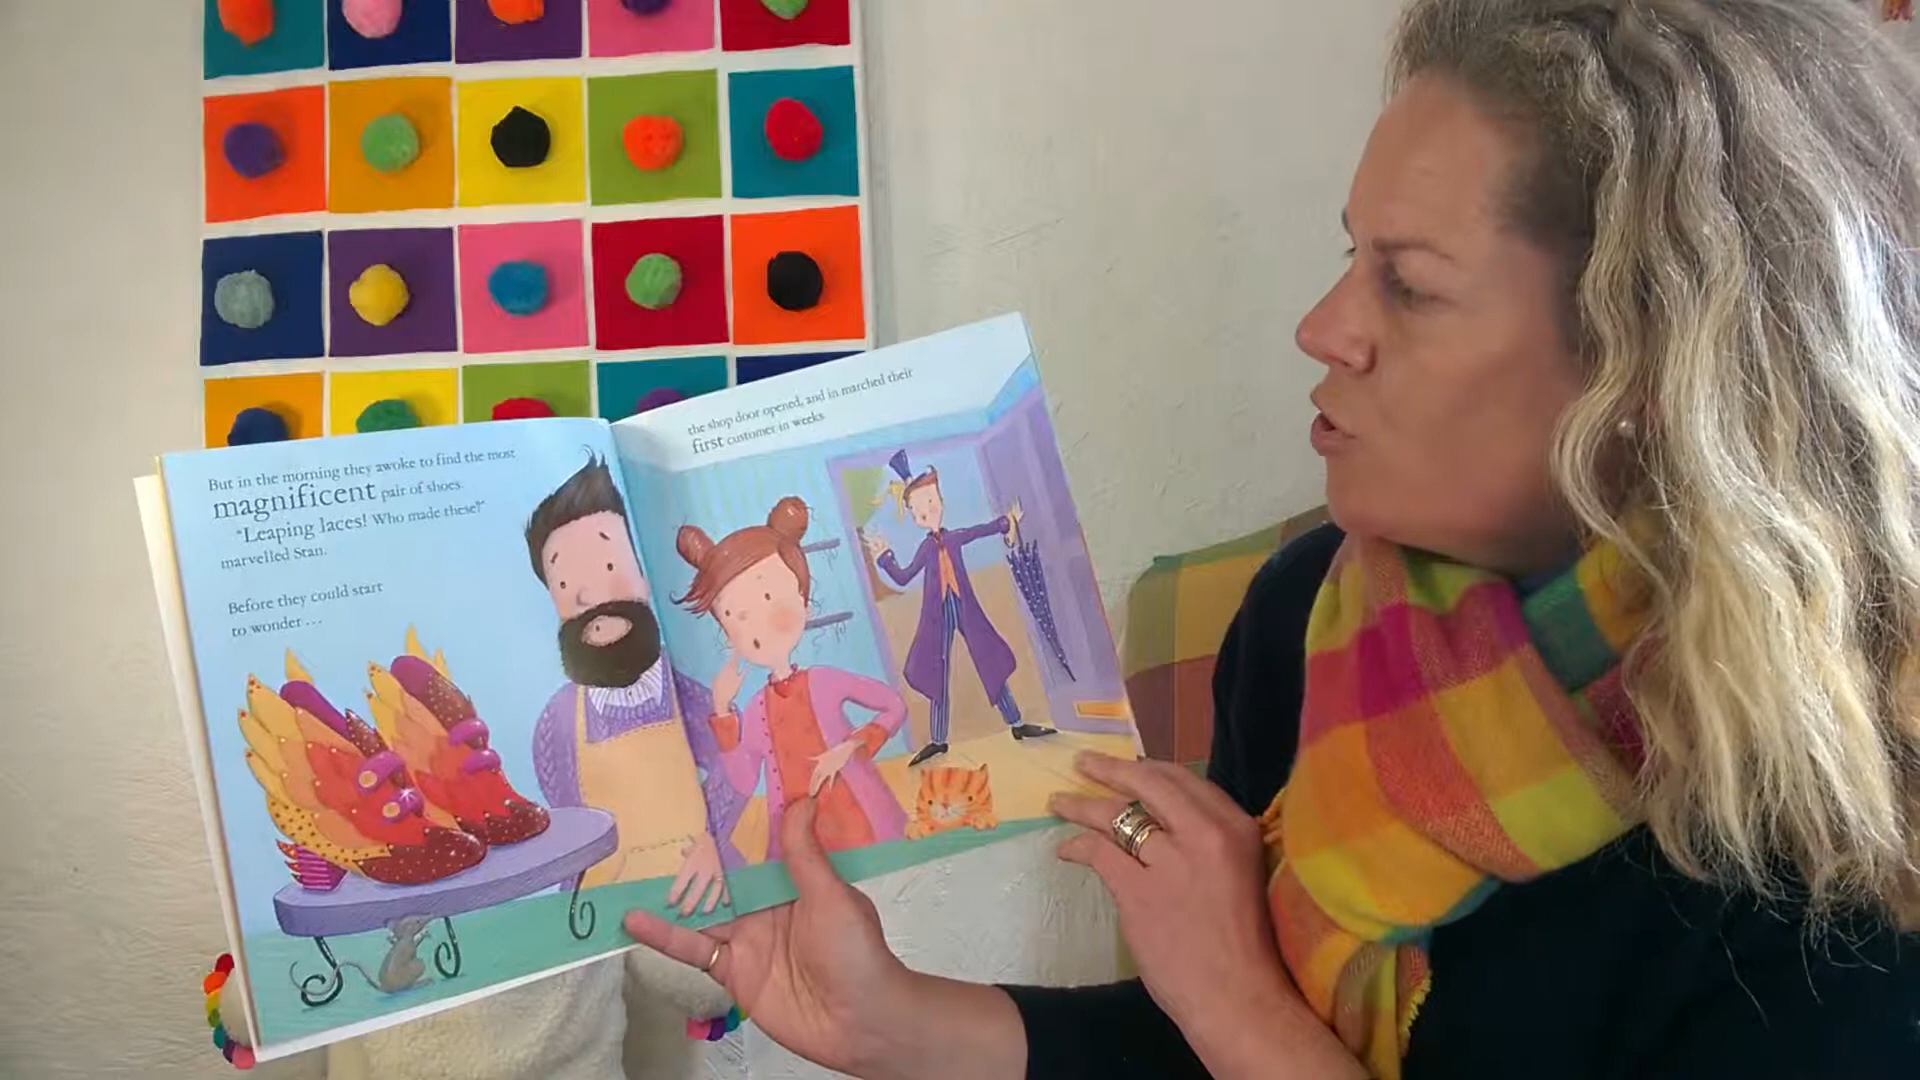 But in the morning they awoke to find the most
magnificent pair of shoes.
"Leaping laces! Who made these?"
marvelled Stan.
Before they could start
to wonder ...
the shop door opened, and in marched their
first customer in weeks.